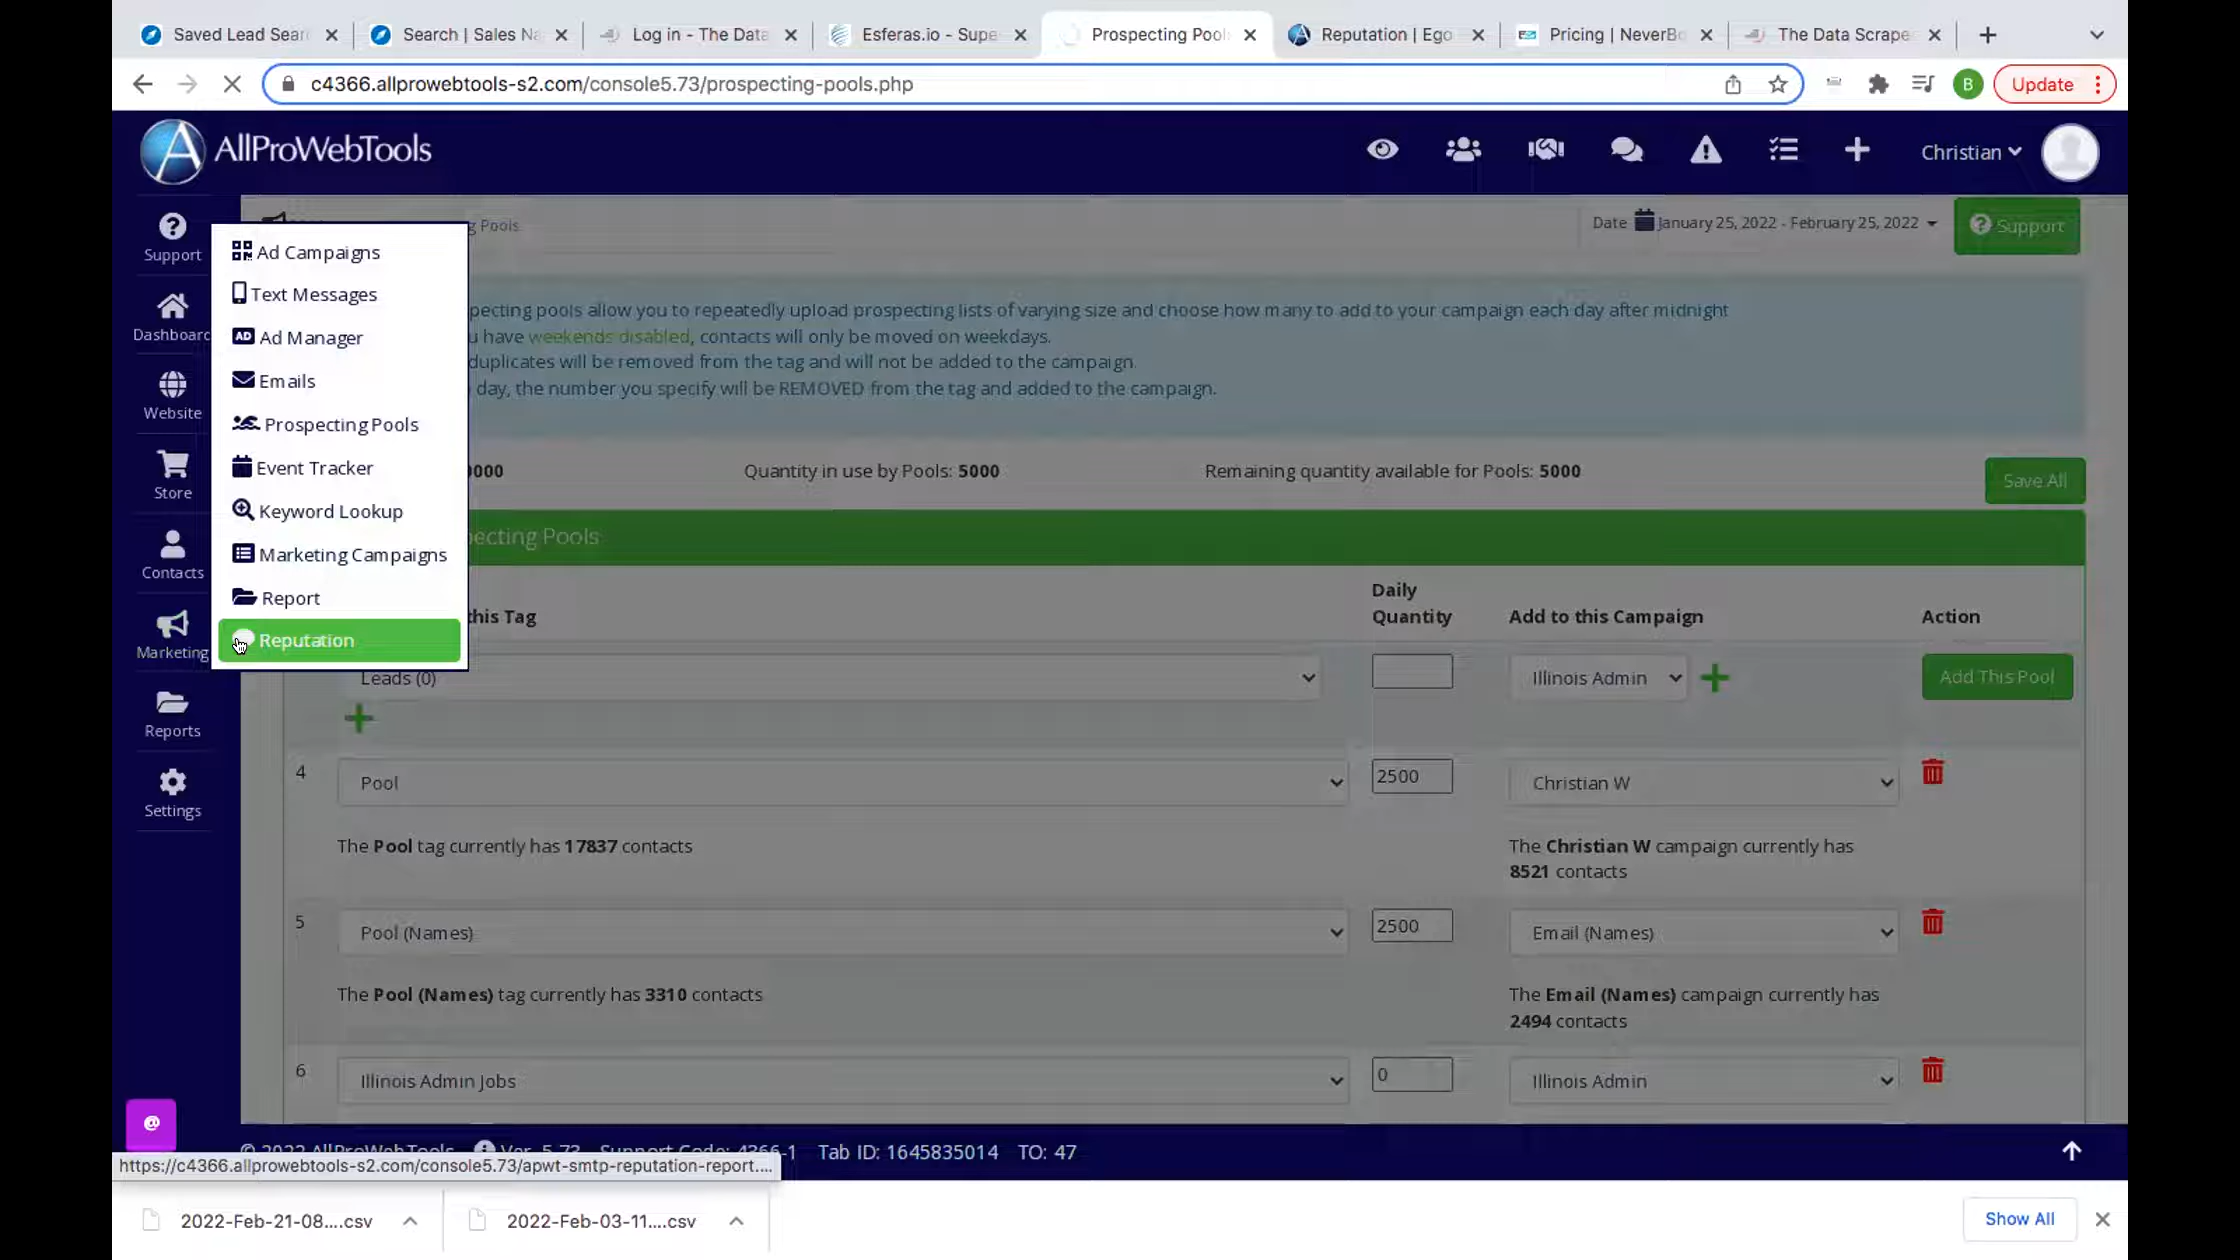 Saved Lead Sear
Search | Sales Na
Log in - The Data
Esferas.io - Supe
Prospecting Pool
Reputation | Ego
Pricing | NeverBo
The Data Scrape
c4366.allprowebtools-s2.com/console5.73/prospecting-pools.php
B
Update
AllProWebTools
Christian
Support
Dashboard
Website
Store
Contacts
Marketing
Reports
Settings
Ad Campaigns
Text Messages
AD Ad Manager
Emails
Prospecting Pools
Event Tracker
Keyword Lookup
Marketing Campaigns
Report
Reputation
g Pools
Date January 25, 2022 - February 25, 2022
Support
pecting pools allow you to repeatedly upload prospecting lists of varying size and choose how many to add to your campaign each day after midnight
u have weekends disabled, contacts will only be moved on weekdays.
duplicates will be removed from the tag and will not be added to the campaign.
day, the number you specify will be REMOVED from the tag and added to the campaign.
0000 Quantity in use by Pools: 5000 Remaining quantity available for Pools: 5000
Save All
pecting Pools
this Tag
Daily Quantity
Add to this Campaign
Action
Leads (0)
Illinois Admin
Add This Pool
4 Pool 2500 Christian W
The Pool tag currently has 17837 contacts
The Christian W campaign currently has
8521 contacts
5 Pool (Names) 2500 Email (Names)
The Pool (Names) tag currently has 3310 contacts
The Email (Names) campaign currently has
2494 contacts
6 Illinois Admin Jobs 0 Illinois Admin
@
© 2022 AllProWebTools Ver. 5.73 Support Code: 4366-1 Tab ID: 1645835014 TO: 47
https://c4366.allprowebtools-s2.com/console5.73/apwt-smtp-reputation-report....
2022-Feb-21-08....csv
2022-Feb-03-11....csv
Show All